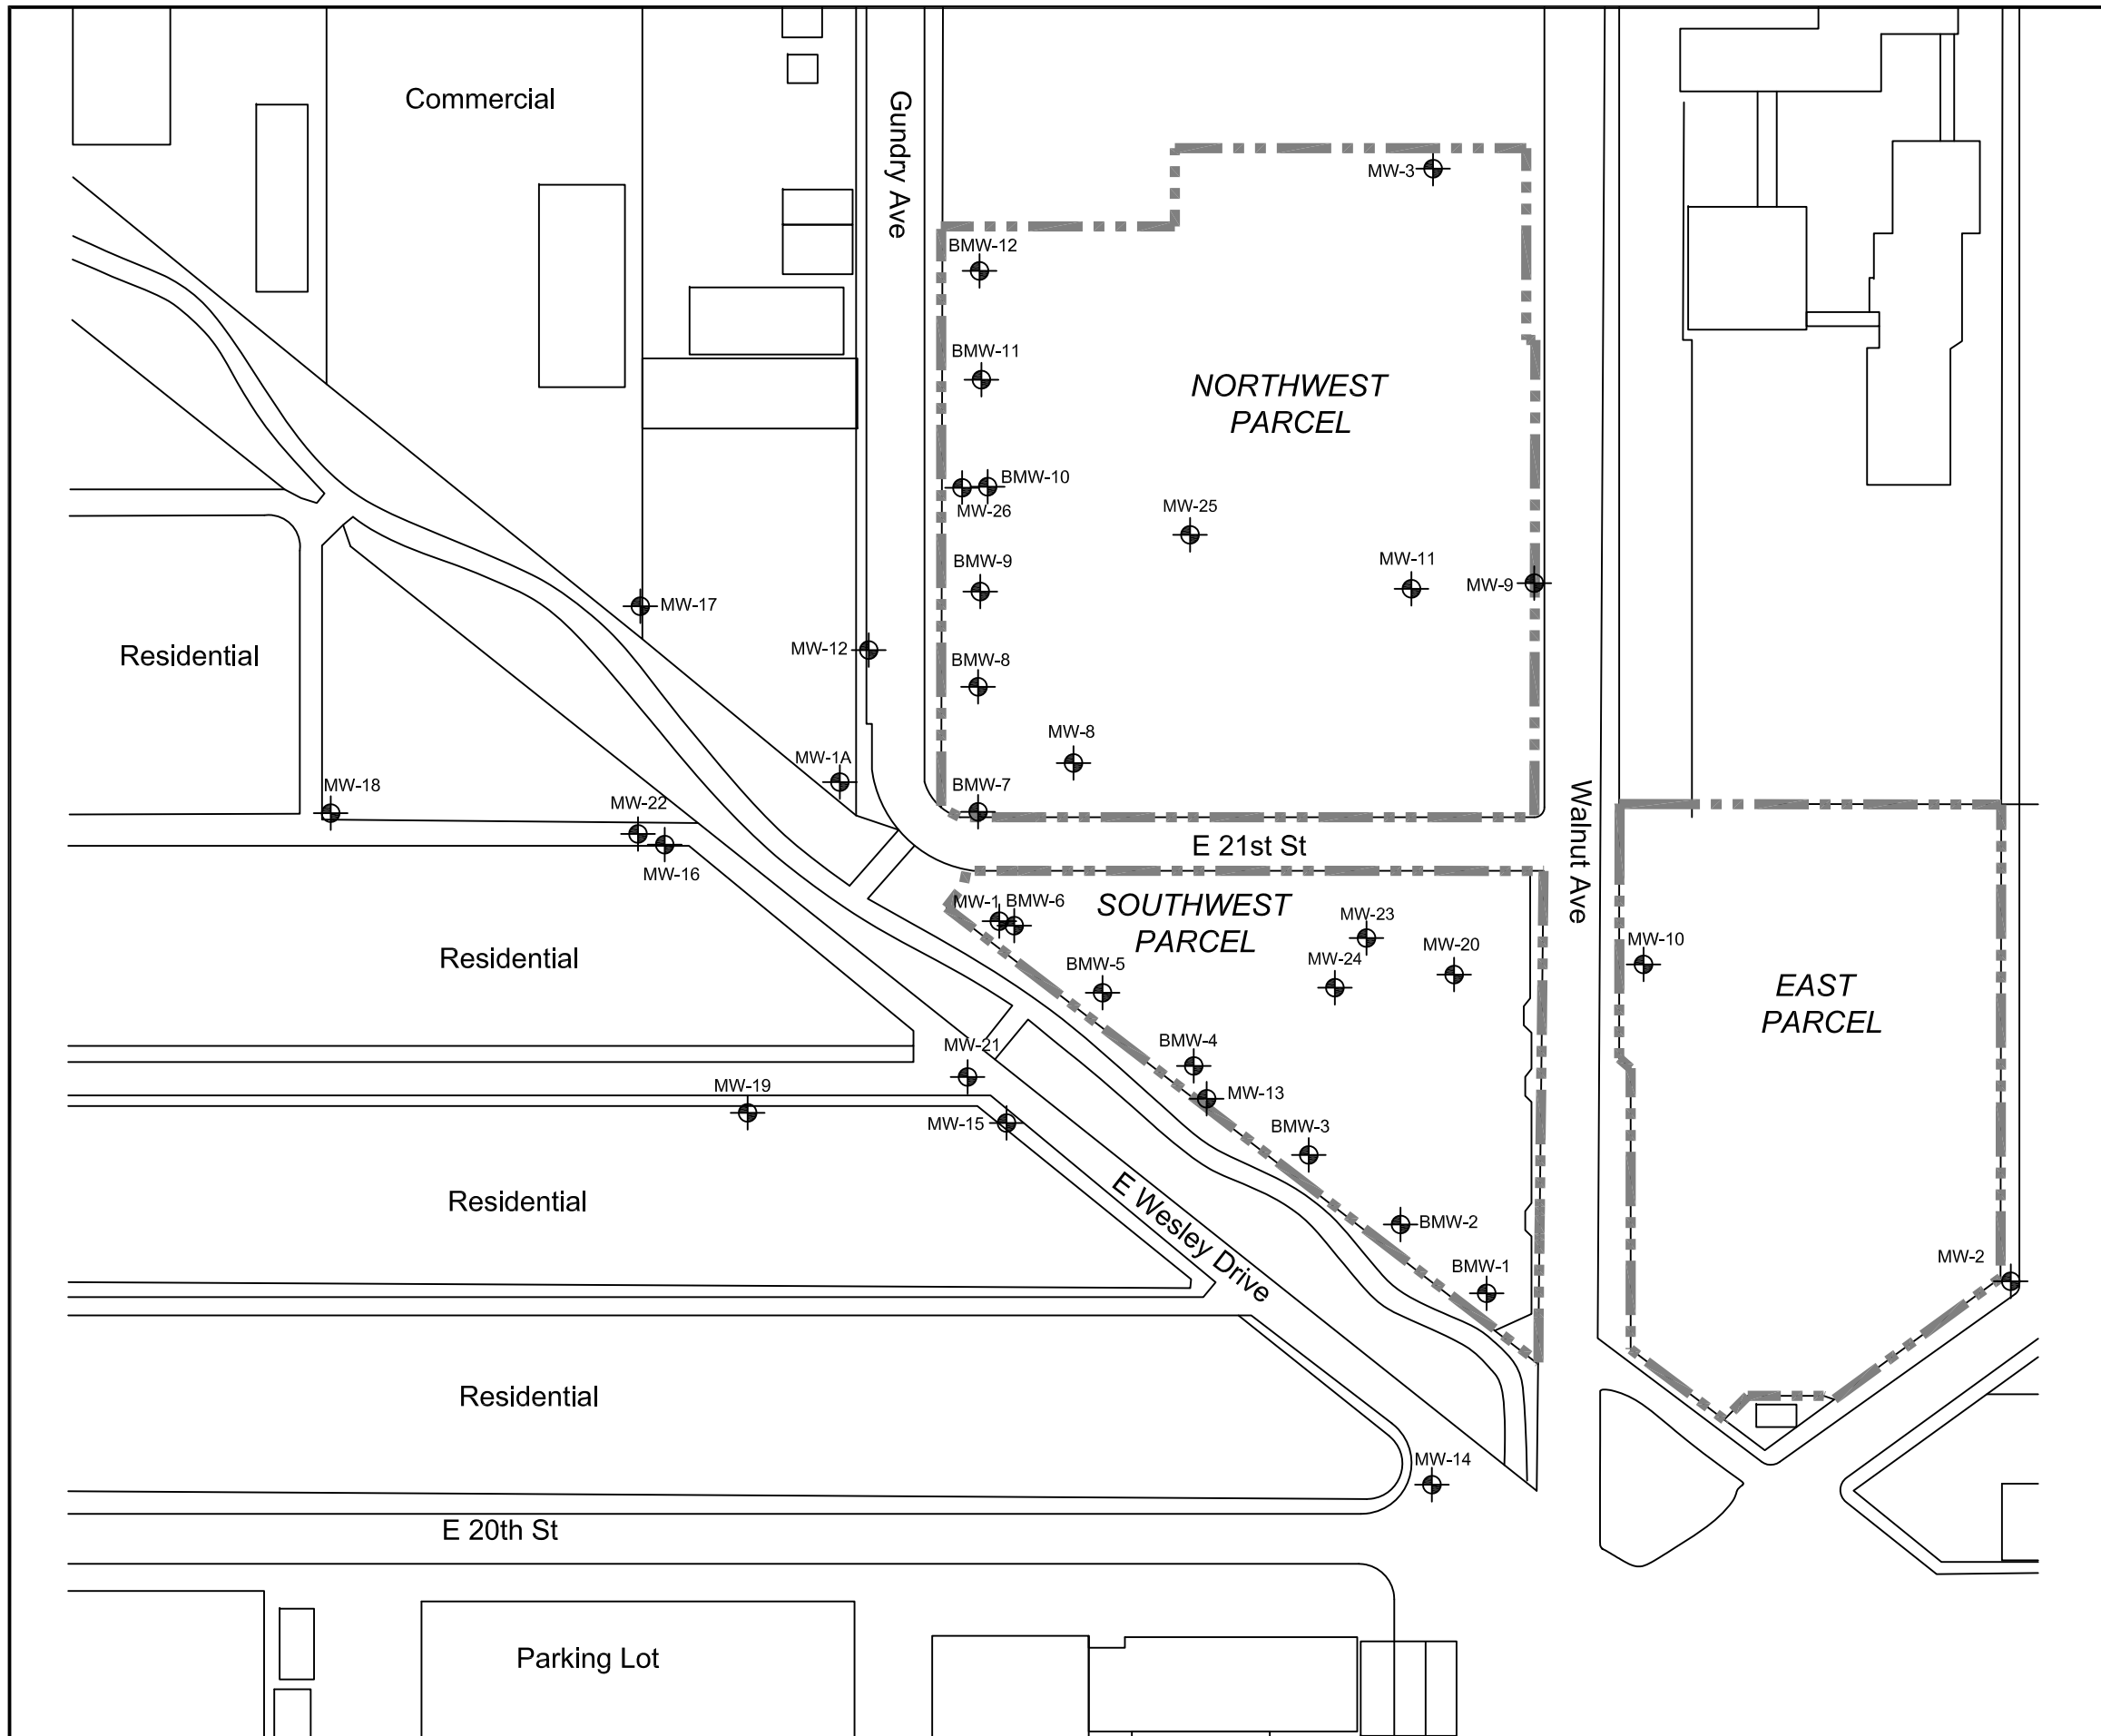 Commercial
Gundry Ave
MW-3
BMW-12
BMW-11
NORTHWEST
PARCEL
BMW-10
MW-26
MW-25
BMW-9
MW-11
MW-9
MW-17
MW-12
Residential
BMW-8
MW-8
MW-1A
BMW-7
MW-18
MW-22
MW-16
E 21st St
Walnut Ave
MW-1
BMW-6
SOUTHWEST
PARCEL
MW-23
MW-20
MW-24
BMW-5
MW-10
EAST
PARCEL
Residential
BMW-4
MW-21
MW-19
MW-13
MW-15
BMW-3
E Wesley Drive
Residential
BMW-2
BMW-1
MW-2
Residential
MW-14
E 20th St
Parking Lot